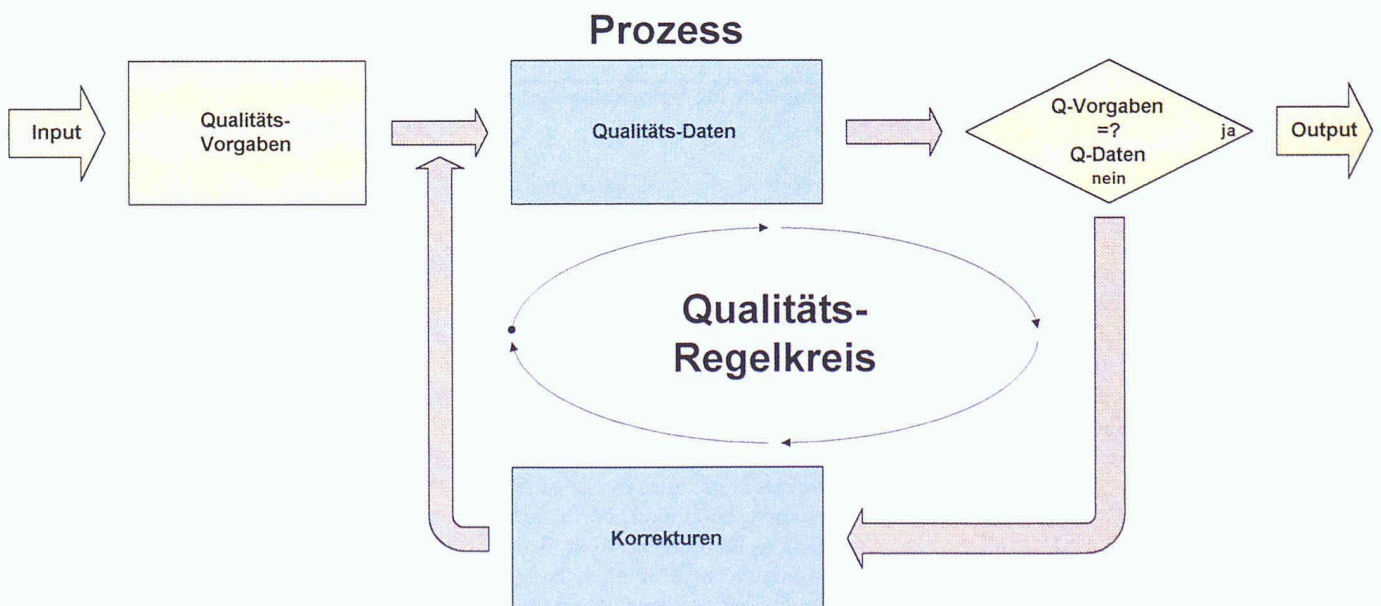 Prozess
Input
Qualitäts-
Vorgaben
Qualitäts-Daten
Q-Vorgaben
=?
Q-Daten
nein
ja
Output
Qualitäts-
Regelkreis
Korrekturen